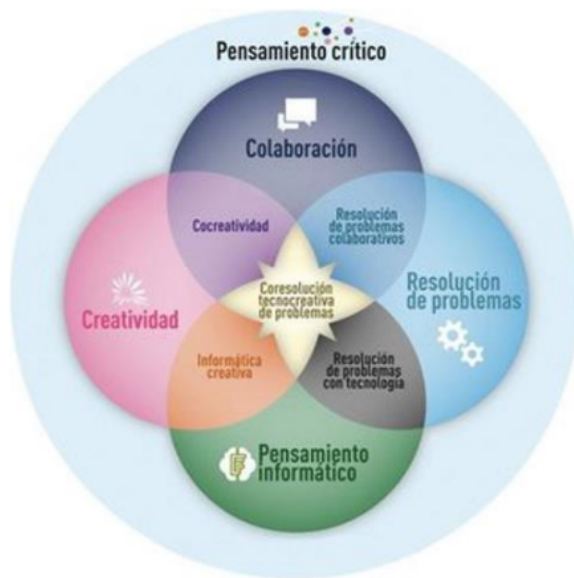 Pensamiento crítico
Colaboración
Cocreatividad
Resolución
de problemas
colaborativos
Creatividad
Coresolución
tecnocreativa
de problemas
Resolución
de problemas
Informática
creativa
Resolución
de problemas
con tecnología
Pensamiento
informático